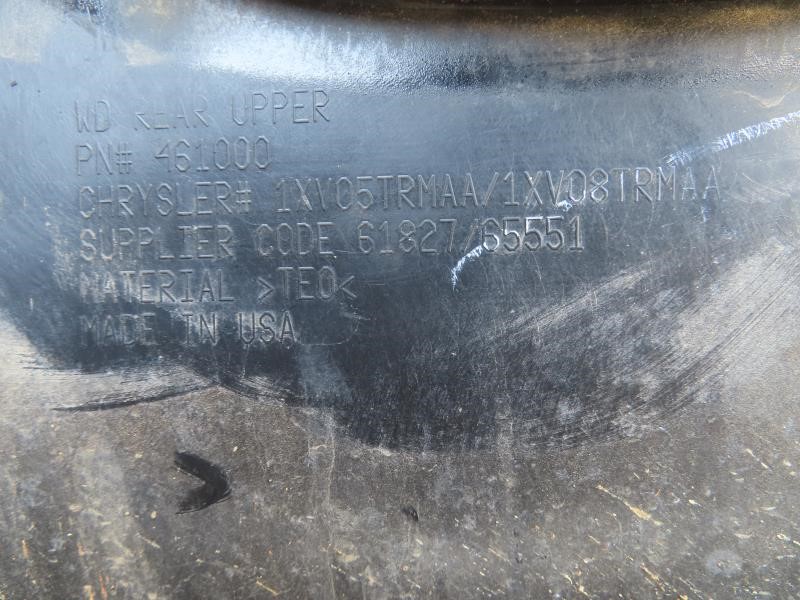 WD REAR UPPER
PN# 461000
CHRYSLER# 1XV05TRMAA/1XV08TRMAA
SUPPLIER CODE 61827/65551
MATERIAL >TEO<
MADE IN USA